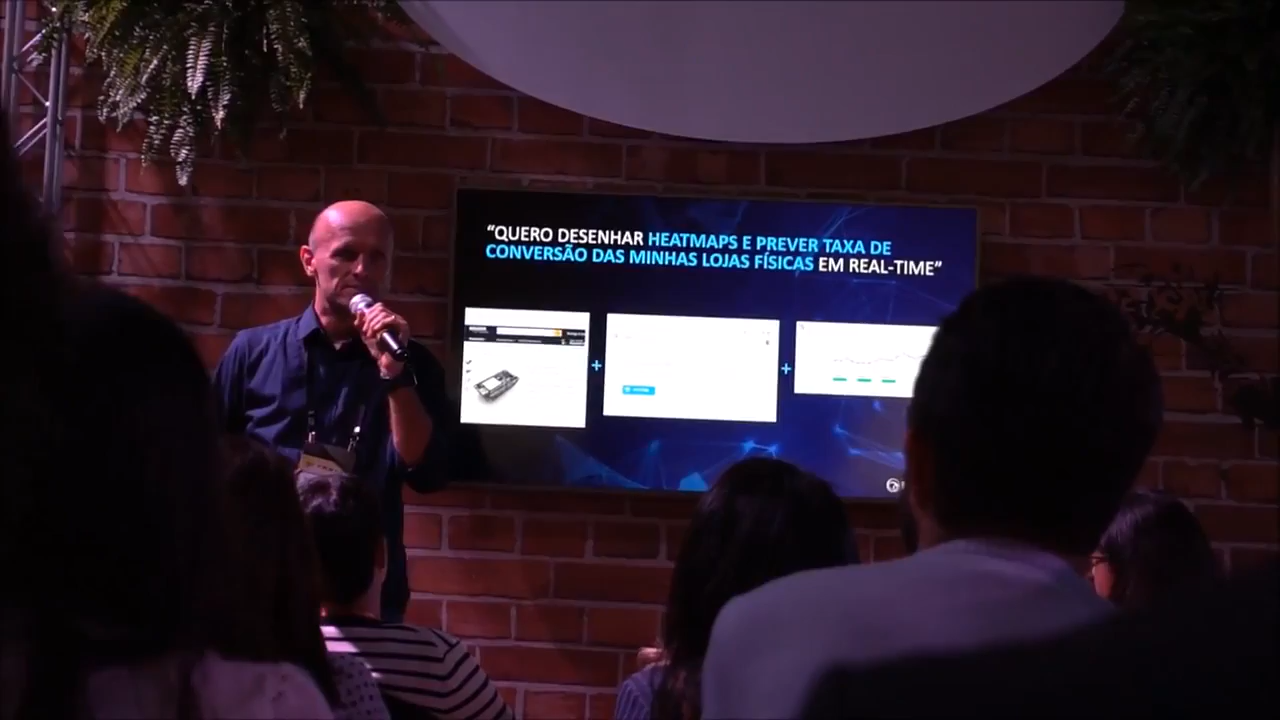 “QUERO DESENHAR HEATMAPS E PREVER TAXA DE
CONVERSÃO DAS MINHAS LOJAS FÍSICAS EM REAL-TIME”
+
+